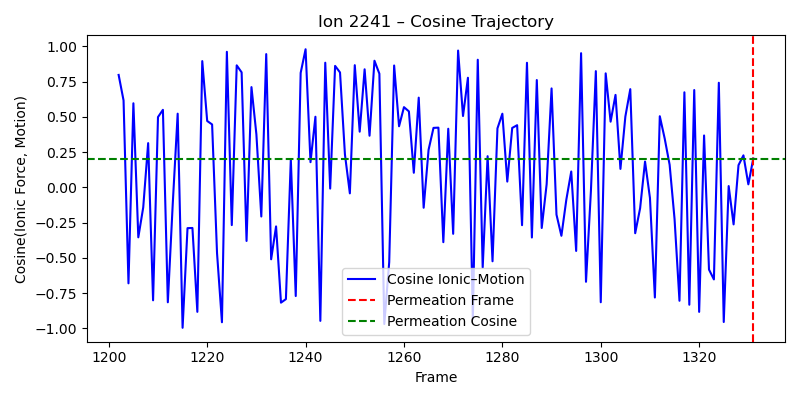 Ion 2241 – Cosine Trajectory
Cosine(Ionic Force, Motion)
1.00
0.75
0.50
0.25
0.00
−0.25
−0.50
−0.75
−1.00
Cosine Ionic–Motion
Permeation Frame
Permeation Cosine
1200 1220 1240 1260 1280 1300 1320
Frame